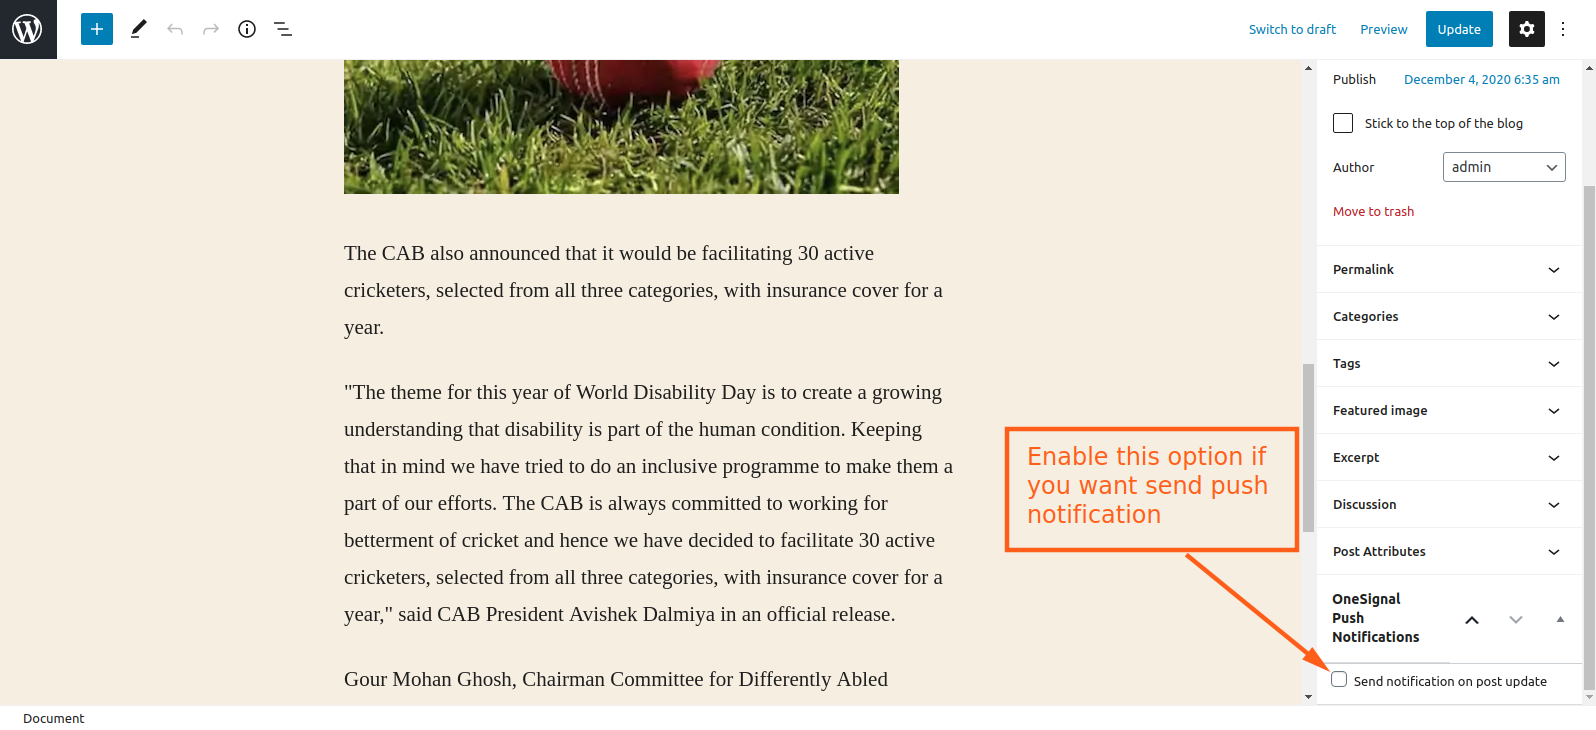 Switch to draft
Preview
Update
The CAB also announced that it would be facilitating 30 active
cricketers, selected from all three categories, with insurance cover for a
year.
"The theme for this year of World Disability Day is to create a growing
understanding that disability is part of the human condition. Keeping
that in mind we have tried to do an inclusive programme to make them a
part of our efforts. The CAB is always committed to working for
betterment of cricket and hence we have decided to facilitate 30 active
cricketers, selected from all three categories, with insurance cover for a
year," said CAB President Avishek Dalmiya in an official release.
Gour Mohan Ghosh, Chairman Committee for Differently Abled
Enable this option if
you want send push
notification
Publish
December 4, 2020 6:35 am
Stick to the top of the blog
Author
admin
Move to trash
Permalink
Categories
Tags
Featured image
Excerpt
Discussion
Post Attributes
OneSignal
Push
Notifications
Send notification on post update
Document